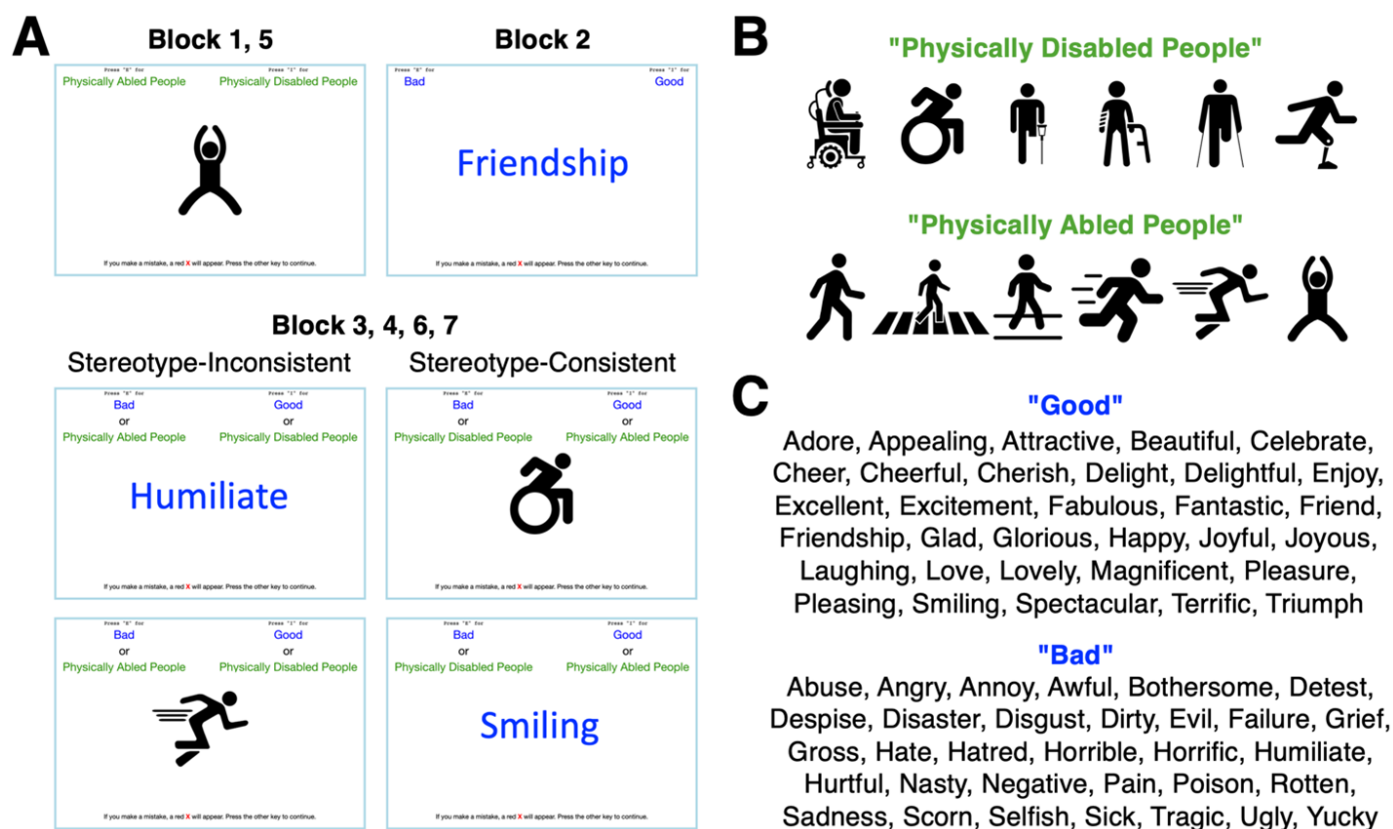 A
Block 1, 5
Press "E" for
Press "I" for
Physically Abled People
Physically Disabled People
If you make a mistake, a red X will appear. Press the other key to continue.
Block 2
Press "E" for
Press "I" for
Bad
Good
Friendship
If you make a mistake, a red X will appear. Press the other key to continue.
Block 3, 4, 6, 7
Stereotype-Inconsistent
Stereotype-Consistent
Press "E" for
Press "I" for
Bad
Good
or
or
Physically Abled People
Physically Disabled People
Humiliate
If you make a mistake, a red X will appear. Press the other key to continue.
Press "E" for
Press "I" for
Bad
Good
or
or
Physically Disabled People
Physically Abled People
If you make a mistake, a red X will appear. Press the other key to continue.
Press "E" for
Press "I" for
Bad
Good
or
or
Physically Abled People
Physically Disabled People
If you make a mistake, a red X will appear. Press the other key to continue.
Press "E" for
Press "I" for
Bad
Good
or
or
Physically Disabled People
Physically Abled People
Smiling
If you make a mistake, a red X will appear. Press the other key to continue.
B
"Physically Disabled People"
"Physically Abled People"
C
"Good"
Adore, Appealing, Attractive, Beautiful, Celebrate,
Cheer, Cheerful, Cherish, Delight, Delightful, Enjoy,
Excellent, Excitement, Fabulous, Fantastic, Friend,
Friendship, Glad, Glorious, Happy, Joyful, Joyous,
Laughing, Love, Lovely, Magnificent, Pleasure,
Pleasing, Smiling, Spectacular, Terrific, Triumph
"Bad"
Abuse, Angry, Annoy, Awful, Bothersome, Detest,
Despise, Disaster, Disgust, Dirty, Evil, Failure, Grief,
Gross, Hate, Hatred, Horrible, Horrific, Humiliate,
Hurtful, Nasty, Negative, Pain, Poison, Rotten,
Sadness, Scorn, Selfish, Sick, Tragic, Ugly, Yucky